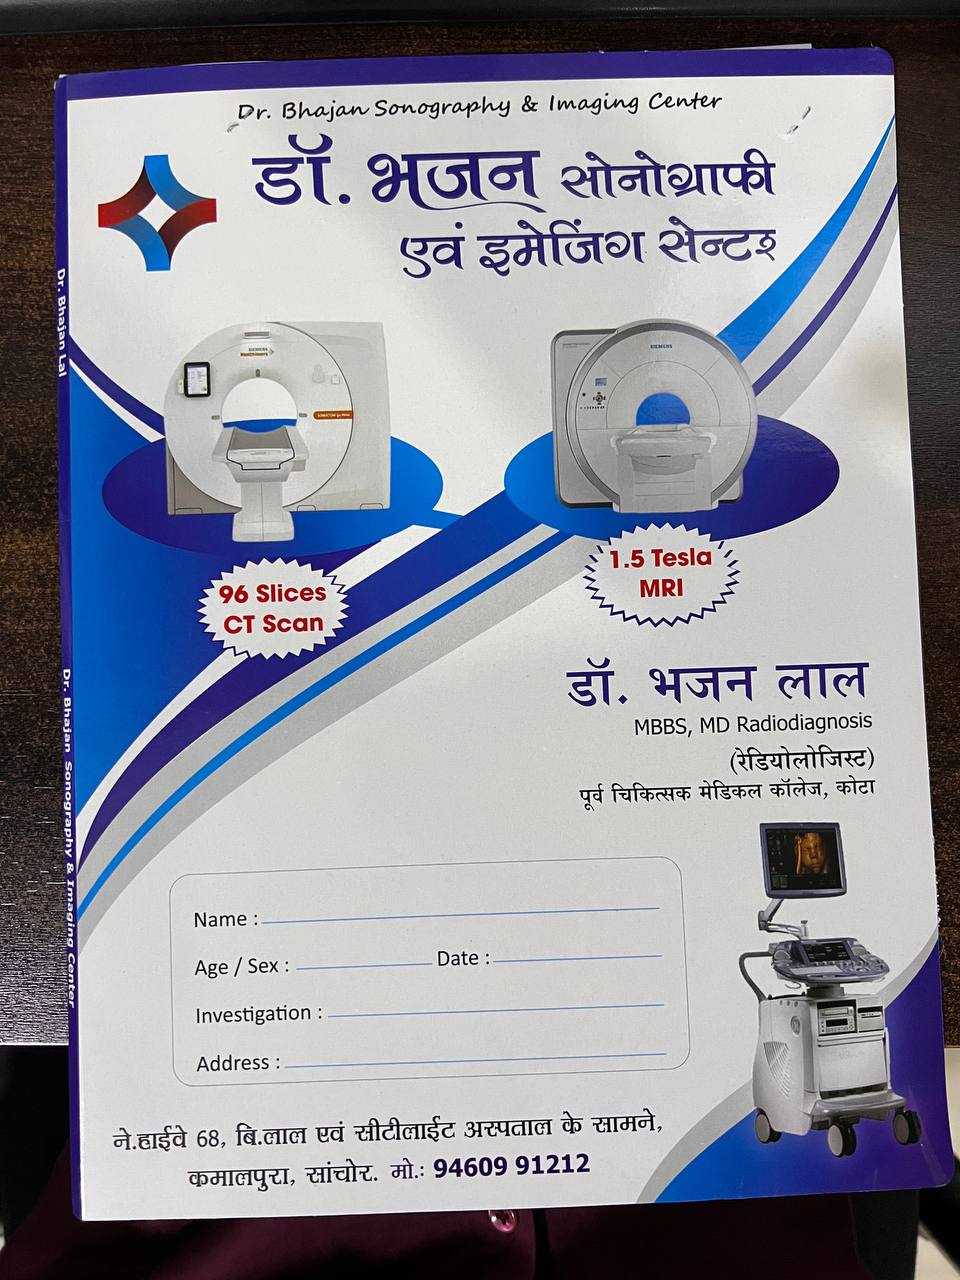 Dr. Bhajan Sonography & Imaging Center
डॉ. भजन सोनोग्राफी
एवं इमेजिंग सेन्टर
Dr. Bhajan Lal
SIEMENS
Healthineers
SIEMENS
96 Slices
CT Scan
1.5 Tesla
MRI
डॉ. भजन लाल
MBBS, MD Radiodiagnosis
(रेडियोलोजिस्ट)
पूर्व चिकित्सक मेडिकल कॉलेज, कोटा
Dr. Bhajan Sonography & Imaging Center
Name :
Age / Sex : Date :
Investigation :
Address :
ने.हाईवे 68, बि.लाल एवं सीटीलाईट अस्पताल के सामने,
कमालपुरा, सांचोर. मो.: 94609 91212